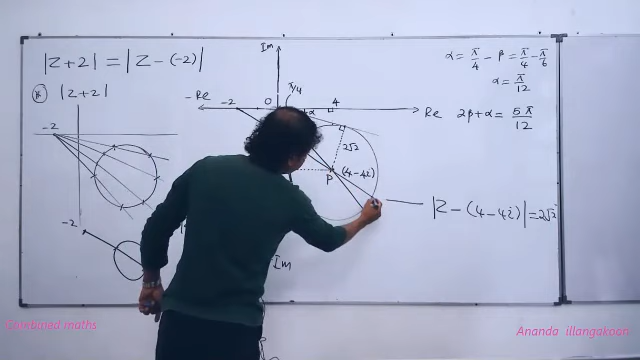 |Z+2| = |Z-(-2)|
* |Z+2|
-2
-2
Im
-Re -2 0 π/4 α 4 Re
2√2
P (4-4i)
Im
α = π/4 - β = π/4 - π/6
α = π/12
2β+α = 5π/12
|Z-(4-4i)| = 2√2
Combased maths
Ananda illangakoon